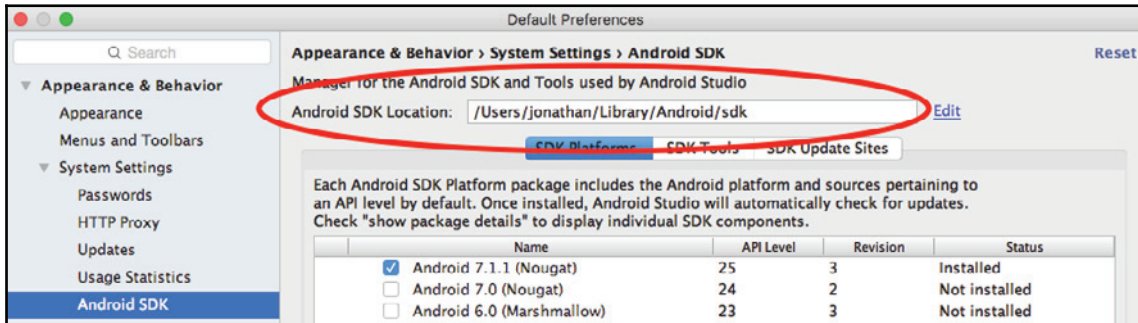 Default Preferences
Search
Appearance & Behavior
Appearance
Menus and Toolbars
System Settings
Passwords
HTTP Proxy
Updates
Usage Statistics
Android SDK
Appearance & Behavior › System Settings › Android SDK
Reset
Manager for the Android SDK and Tools used by Android Studio
Android SDK Location: /Users/jonathan/Library/Android/sdk Edit
SDK Platforms SDK Tools SDK Update Sites
Each Android SDK Platform package includes the Android platform and sources pertaining to
an API level by default. Once installed, Android Studio will automatically check for updates.
Check "show package details" to display individual SDK components.
Name API Level Revision Status
Android 7.1.1 (Nougat) 25 3 Installed
Android 7.0 (Nougat) 24 2 Not installed
Android 6.0 (Marshmallow) 23 3 Not installed